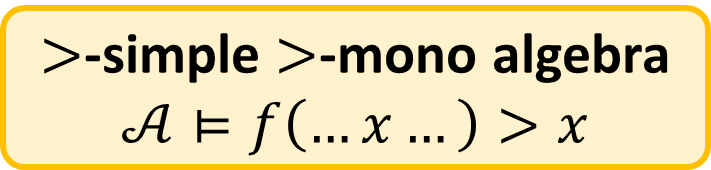 >-simple >-mono algebra
𝒜 ⊨ 𝑓(… 𝑥 …) > 𝑥